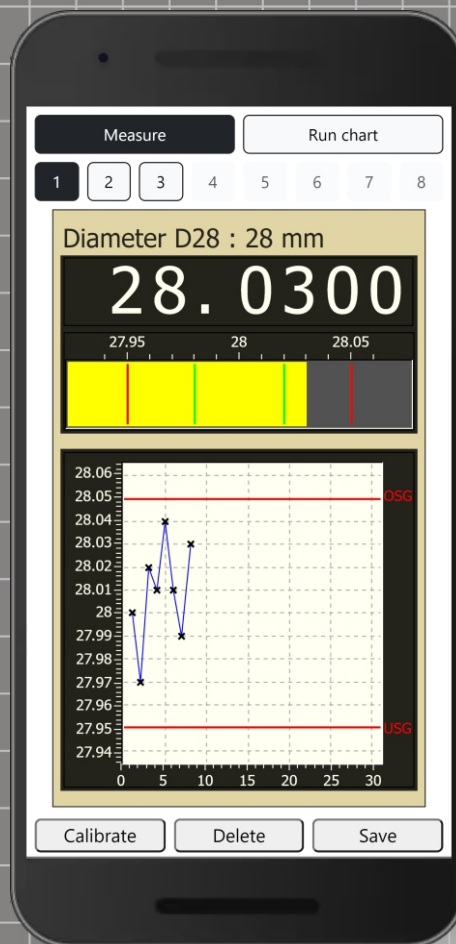 Measure Run chart
1 2 3 4 5 6 7 8
Diameter D28 : 28 mm
28.0300
27.95 28 28.05
28.06
28.05 OSG
28.04
28.03
28.02
28.01
28
27.99
27.98
27.97
27.96
27.95 USG
27.94
0 5 10 15 20 25 30
Calibrate Delete Save